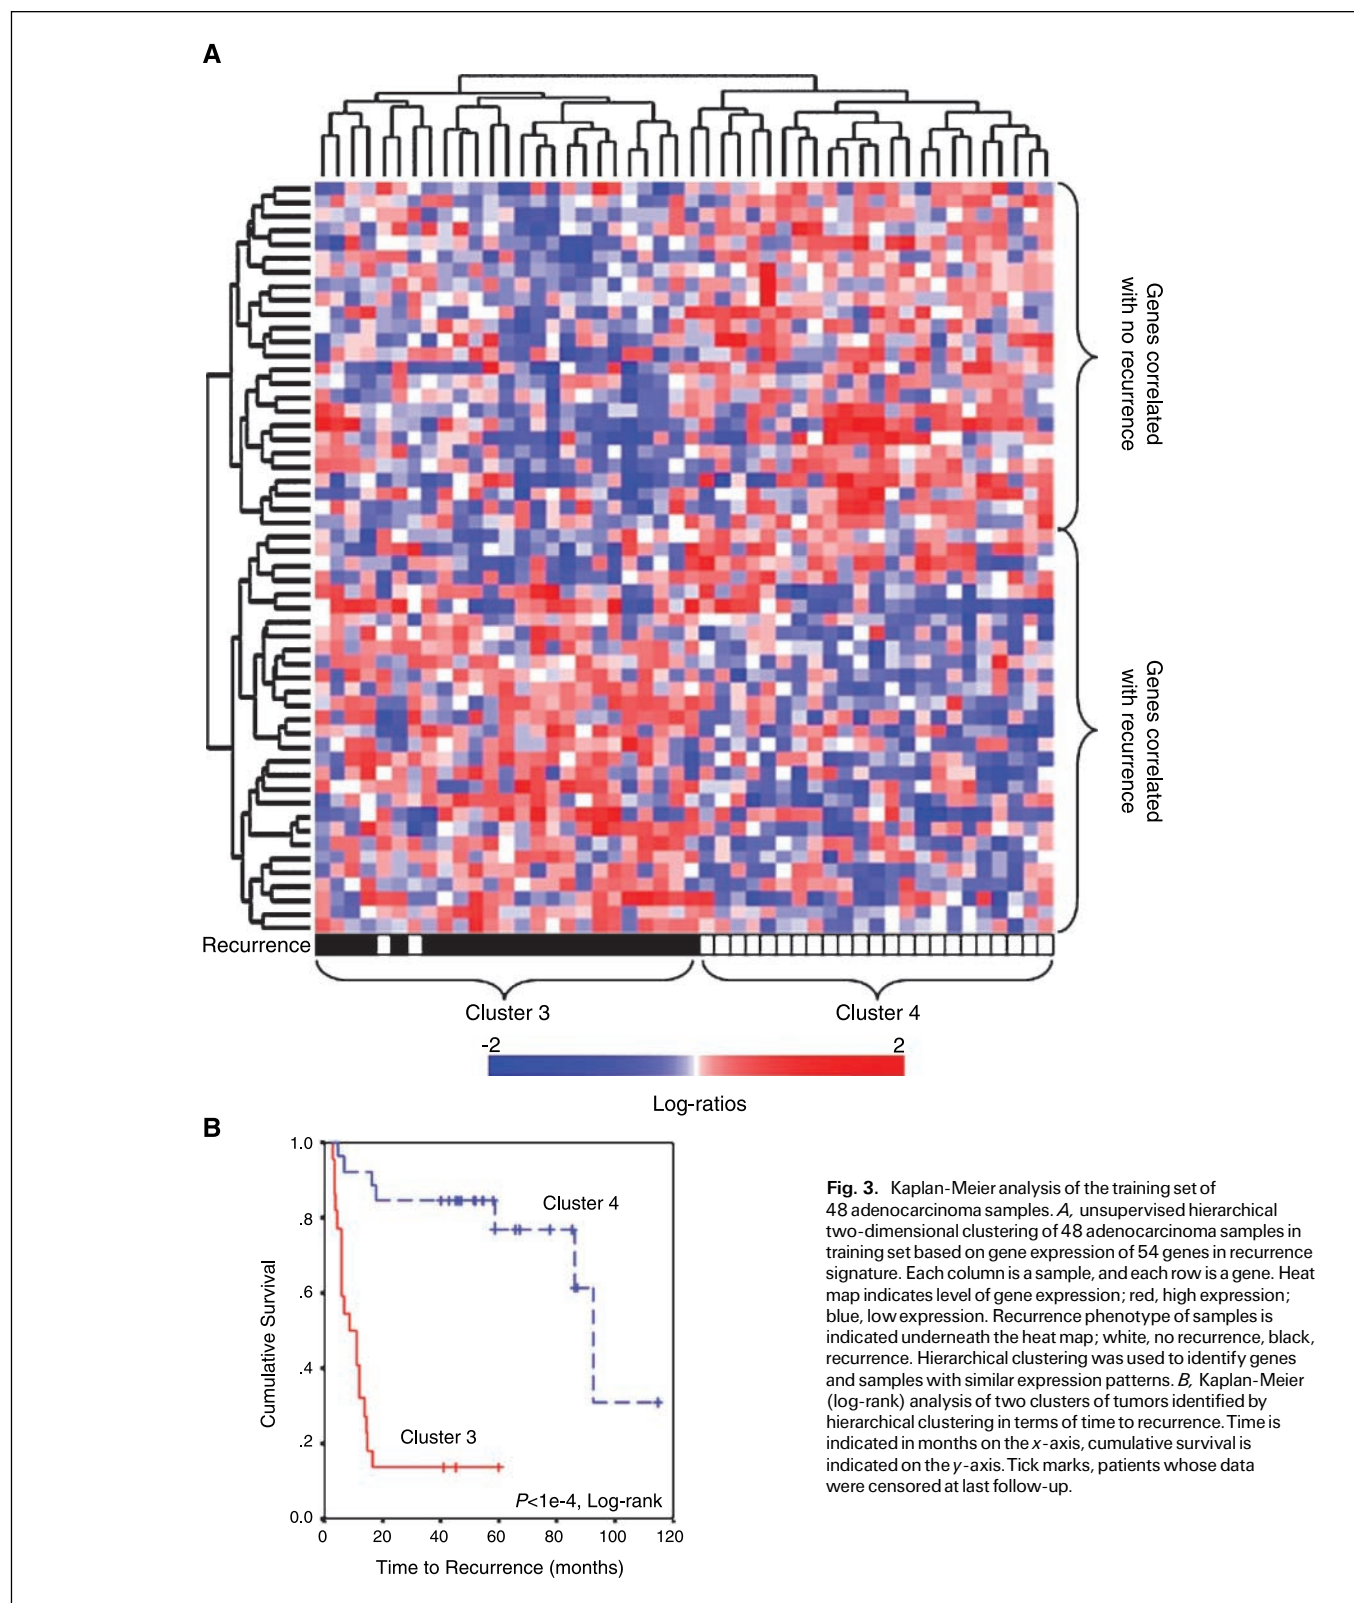 A
Genes correlated
with no recurrence
Genes correlated
with recurrence
Recurrence
Cluster 3
Cluster 4
-2
2
Log-ratios
B
1.0
.8
.6
.4
.2
0.0
Cumulative Survival
Cluster 4
Cluster 3
P<1e-4, Log-rank
0
20
40
60
80
100
120
Time to Recurrence (months)
Fig. 3. Kaplan-Meier analysis of the training set of
48 adenocarcinoma samples. A, unsupervised hierarchical
two-dimensional clustering of 48 adenocarcinoma samples in
training set based on gene expression of 54 genes in recurrence
signature. Each column is a sample, and each row is a gene. Heat
map indicates level of gene expression; red, high expression;
blue, low expression. Recurrence phenotype of samples is
indicated underneath the heat map; white, no recurrence, black,
recurrence. Hierarchical clustering was used to identify genes
and samples with similar expression patterns. B, Kaplan-Meier
(log-rank) analysis of two clusters of tumors identified by
hierarchical clustering in terms of time to recurrence. Time is
indicated in months on the x-axis, cumulative survival is
indicated on the y-axis. Tick marks, patients whose data
were censored at last follow-up.